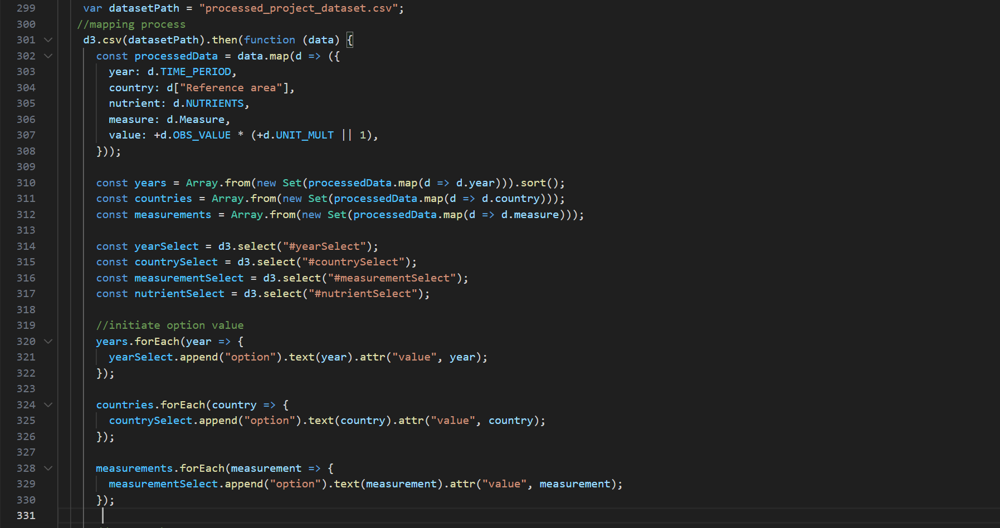 299 var datasetPath = "processed_project_dataset.csv";
300 //mapping process
301 d3.csv(datasetPath).then(function (data) {
302 const processedData = data.map(d => ({
303 year: d.TIME_PERIOD,
304 country: d["Reference area"],
305 nutrient: d.NUTRIENTS,
306 measure: d.Measure,
307 value: +d.OBS_VALUE * (+d.UNIT_MULT || 1),
308 }));
309
310 const years = Array.from(new Set(processedData.map(d => d.year))).sort();
311 const countries = Array.from(new Set(processedData.map(d => d.country)));
312 const measurements = Array.from(new Set(processedData.map(d => d.measure)));
313
314 const yearSelect = d3.select("#yearSelect");
315 const countrySelect = d3.select("#countrySelect");
316 const measurementSelect = d3.select("#measurementSelect");
317 const nutrientSelect = d3.select("#nutrientSelect");
318
319 //initiate option value
320 years.forEach(year => {
321 yearSelect.append("option").text(year).attr("value", year);
322 });
323
324 countries.forEach(country => {
325 countrySelect.append("option").text(country).attr("value", country);
326 });
327
328 measurements.forEach(measurement => {
329 measurementSelect.append("option").text(measurement).attr("value", measurement);
330 });
331